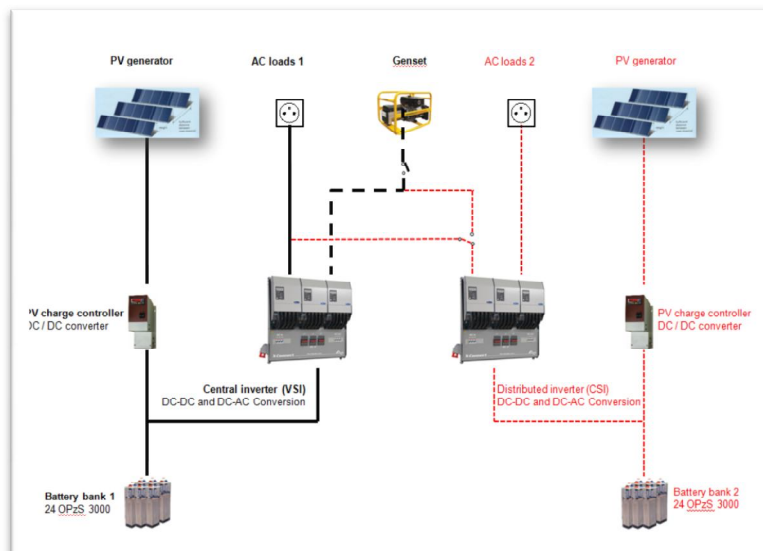 PV generator
AC loads 1
Genset
AC loads 2
PV generator
PV charge controller
DC / DC converter
PV charge controller
DC / DC converter
Central inverter (VSI)
DC-DC and DC-AC Conversion
Distributed inverter (CSI)
DC-DC and DC-AC Conversion
Battery bank 1
24 OPzS 3000
Battery bank 2
24 OPzS 3000